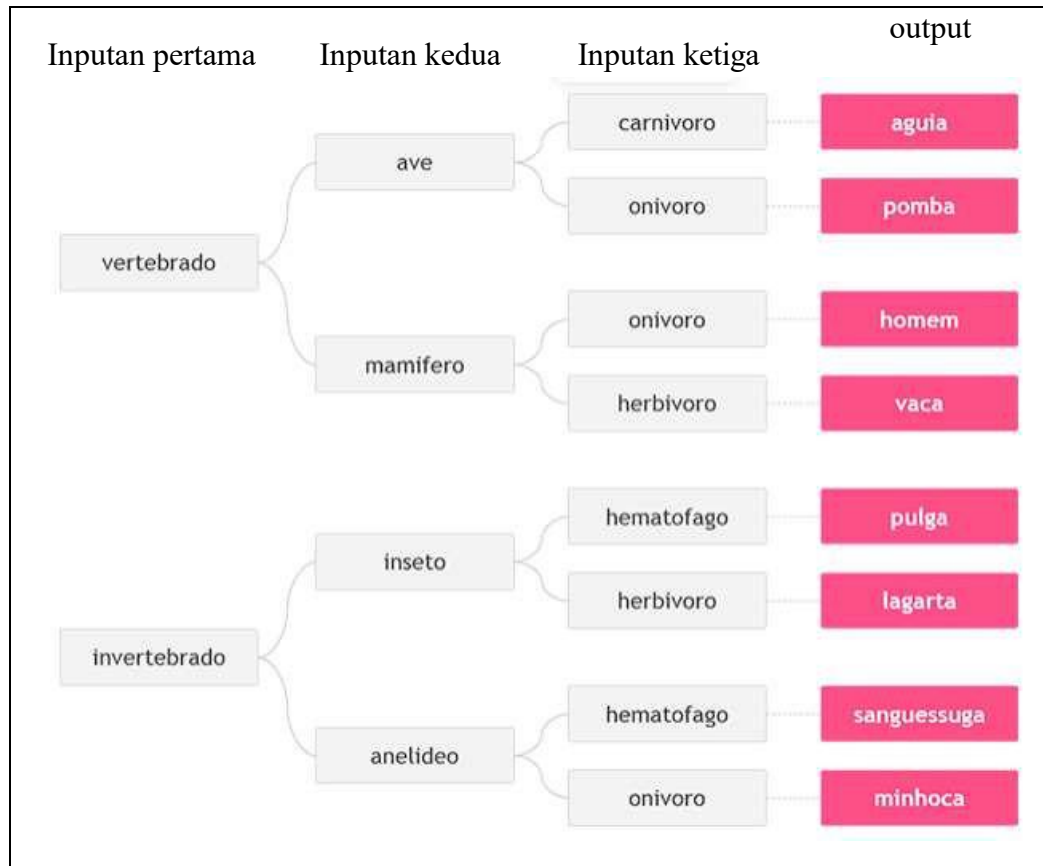 Inputan pertama
Inputan kedua
Inputan ketiga
output
vertebrado
ave
carnivoro
aguia
onivoro
pomba
mamifero
onivoro
homem
herbivoro
vaca
invertebrado
inseto
hematofago
pulga
herbivoro
lagarta
anelideo
hematofago
sanguessuga
onivoro
minhoca